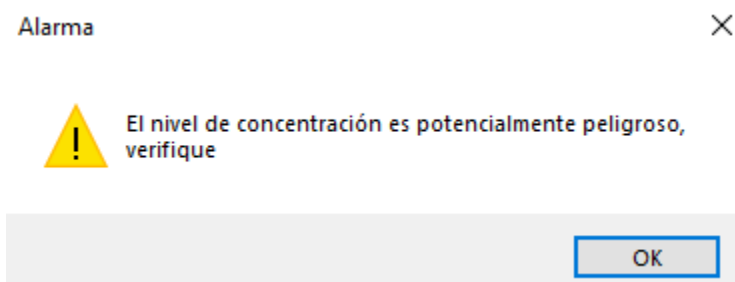 Alarma
El nivel de concentración es potencialmente peligroso,
verifique
OK